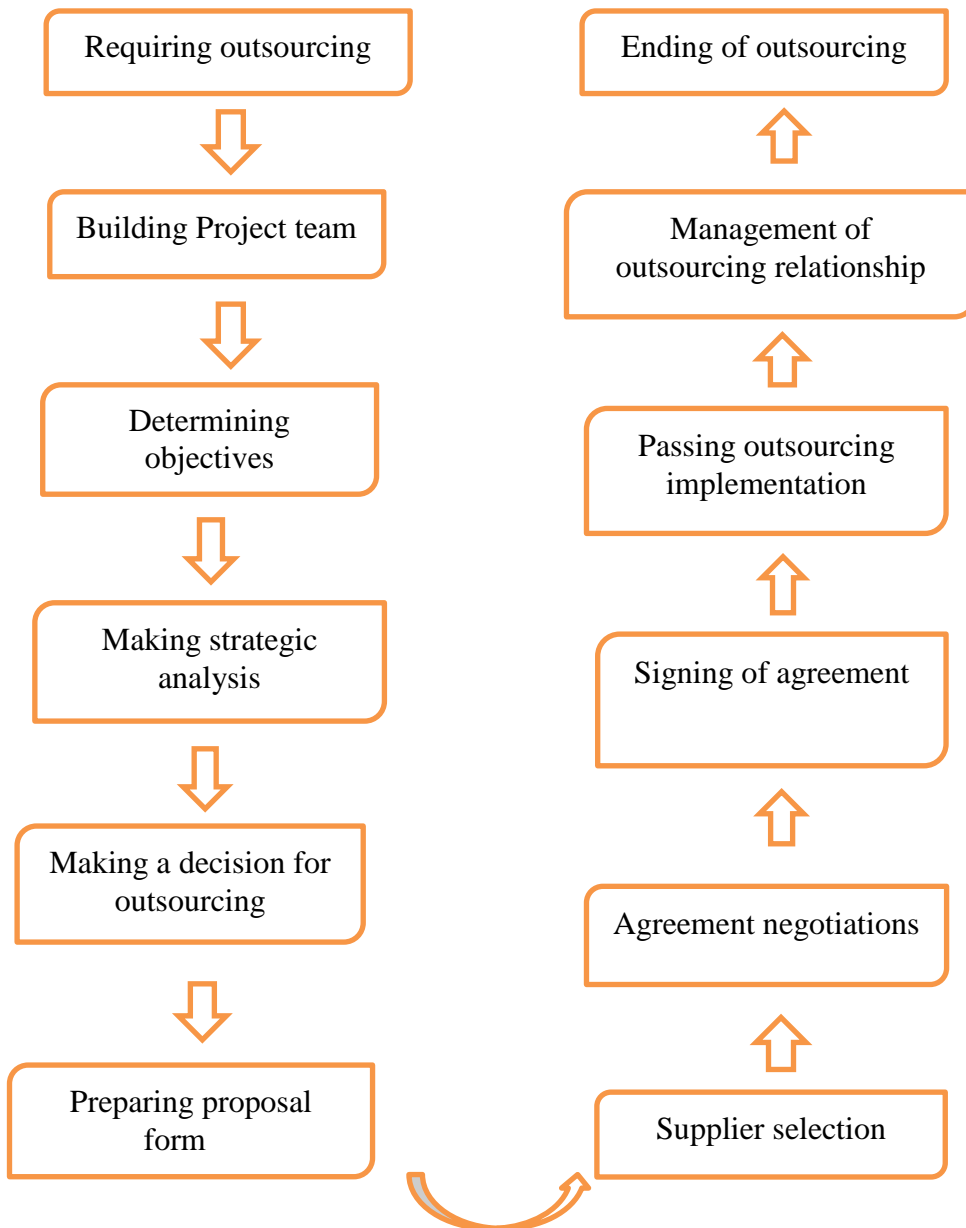 Requiring outsourcing
Building Project team
Determining
objectives
Making strategic
analysis
Making a decision for
outsourcing
Preparing proposal
form
Supplier selection
Agreement negotiations
Signing of agreement
Passing outsourcing
implementation
Management of
outsourcing relationship
Ending of outsourcing